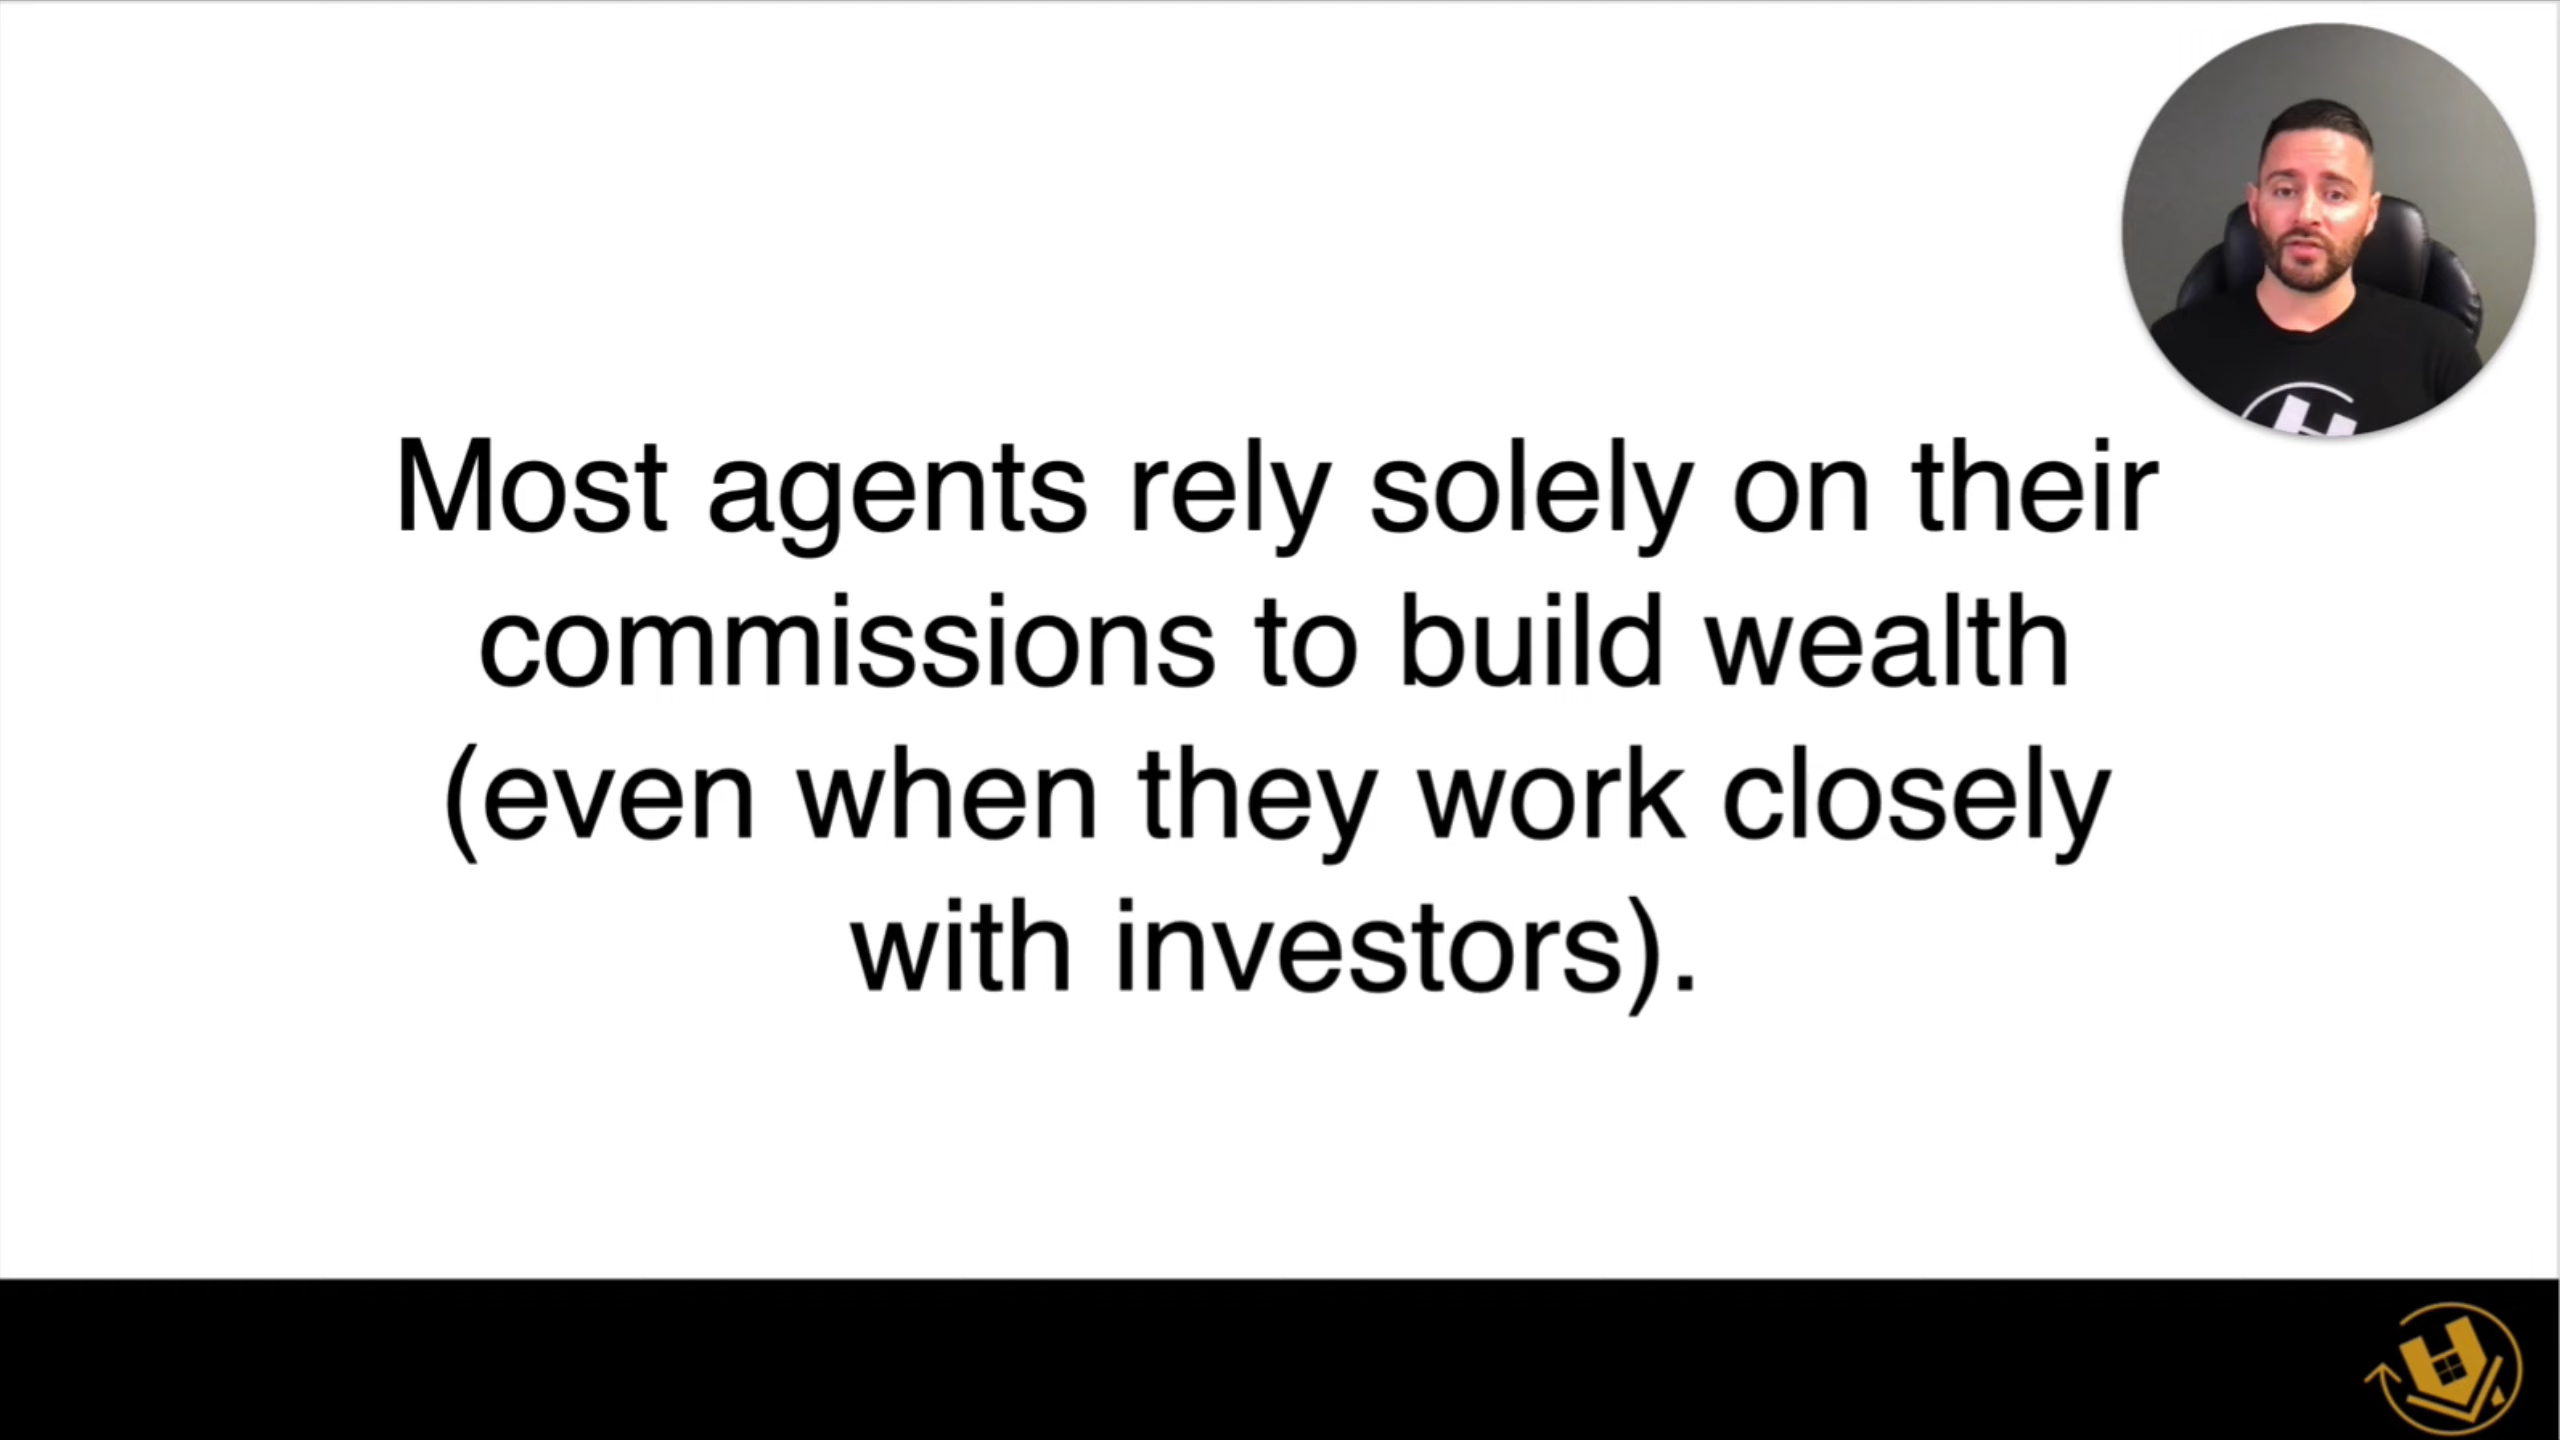 Most agents rely solely on their
commissions to build wealth
(even when they work closely
with investors).